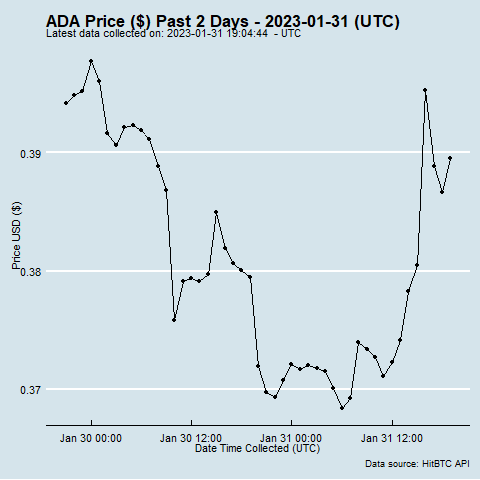 ADA Price ($) Past 2 Days - 2023-01-31 (UTC)
Latest data collected on: 2023-01-31 19:04:44 - UTC
0.39
0.38
0.37
Price USD ($)
Jan 30 00:00 Jan 30 12:00 Jan 31 00:00 Jan 31 12:00
Date Time Collected (UTC)
Data source: HitBTC API